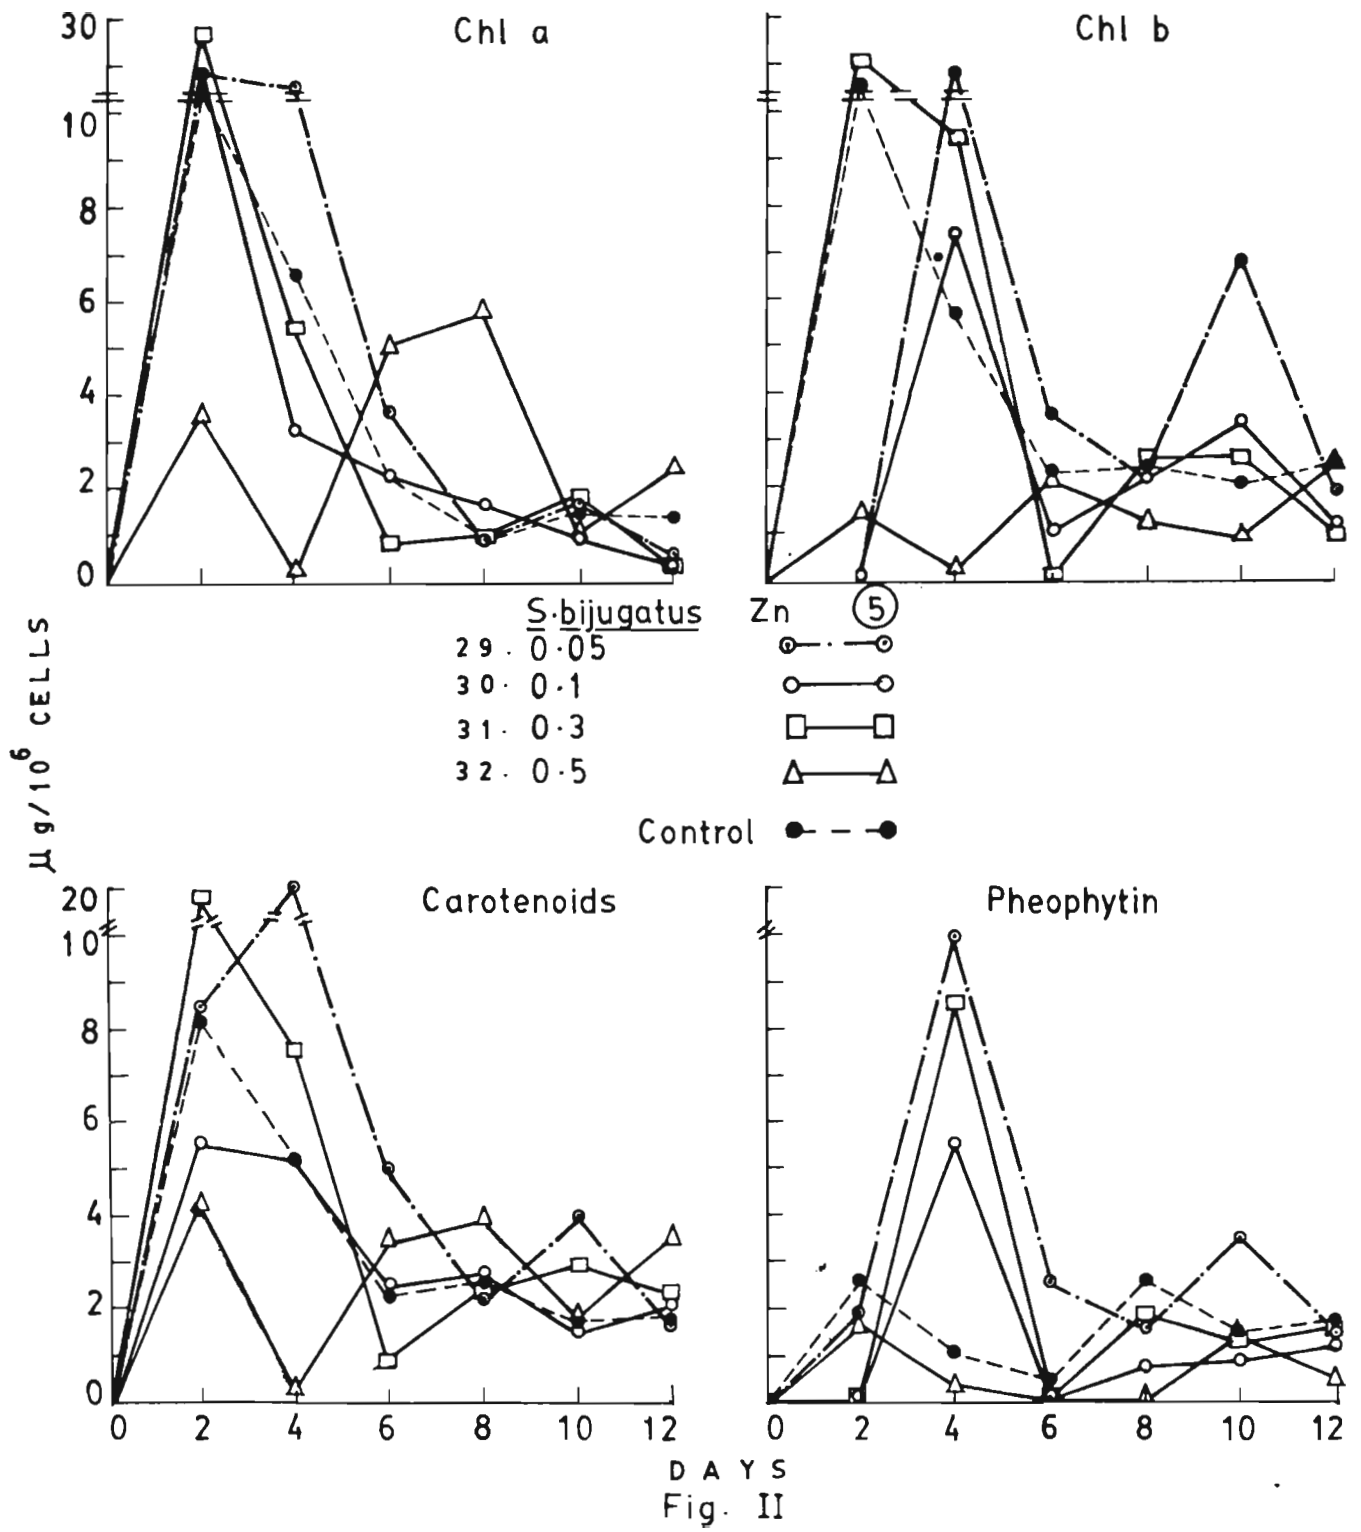 Chl a
Chl b
30
10
8
6
4
2
0
S. bijugatus Zn 5
29. 0.05
30. 0.1
31. 0.3
32. 0.5
Control
μg/10⁶ CELLS
Carotenoids
Pheophytin
20
10
8
6
4
2
0
0 2 4 6 8 10 12
0 2 4 6 8 10 12
DAYS
Fig. II